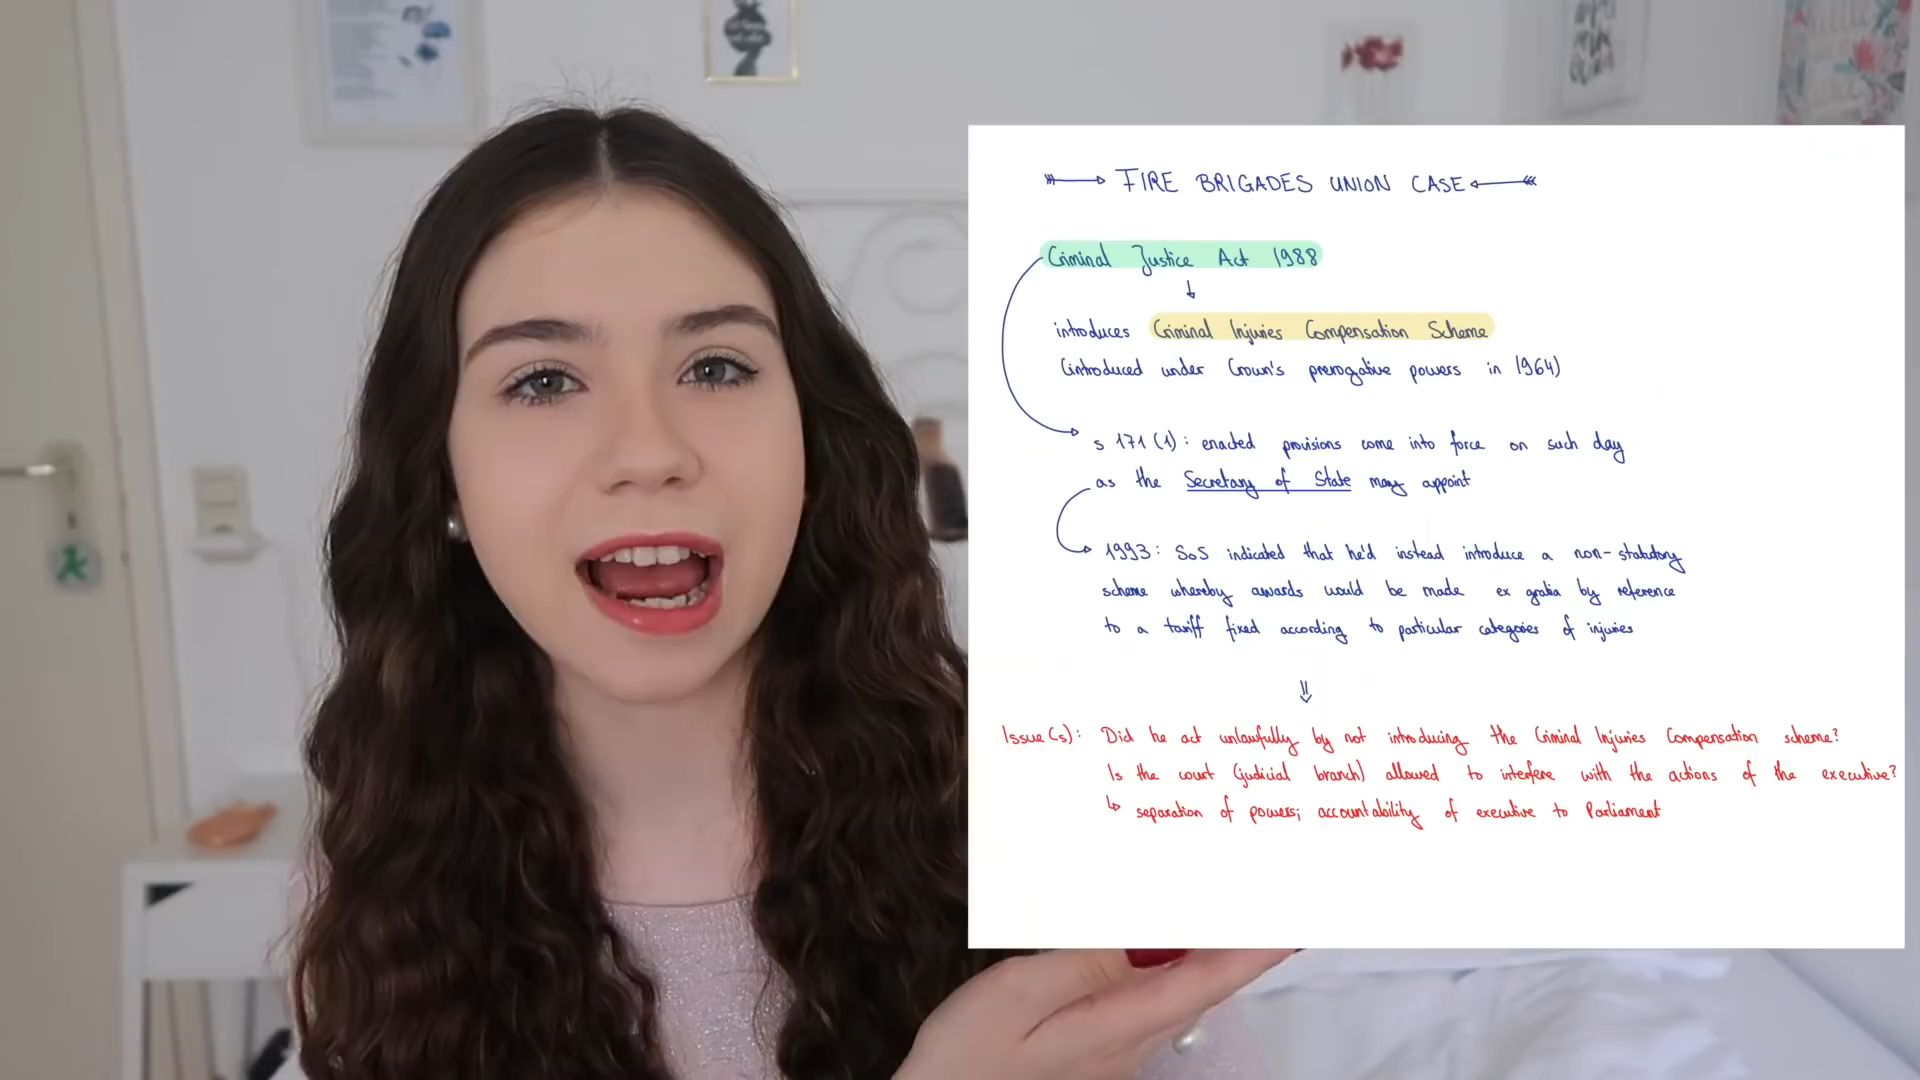 FIRE BRIGADES UNION CASE
Criminal Justice Act 1988
introduces Criminal Injuries Compensation Scheme
(introduced under Crown's prerogative powers in 1964)
s 171 (1): enacted provisions come into force on such day
as the Secretary of State may appoint
1993: SoS indicated that he'd instead introduce a non-statutory
scheme whereby awards would be made ex gratia by reference
to a tariff fixed according to particular categories of injuries
Issue(s): Did he act unlawfully by not introducing the Criminal Injuries Compensation scheme?
Is the court (judicial branch) allowed to interfere with the actions of the executive?
separation of powers; accountability of executive to Parliament